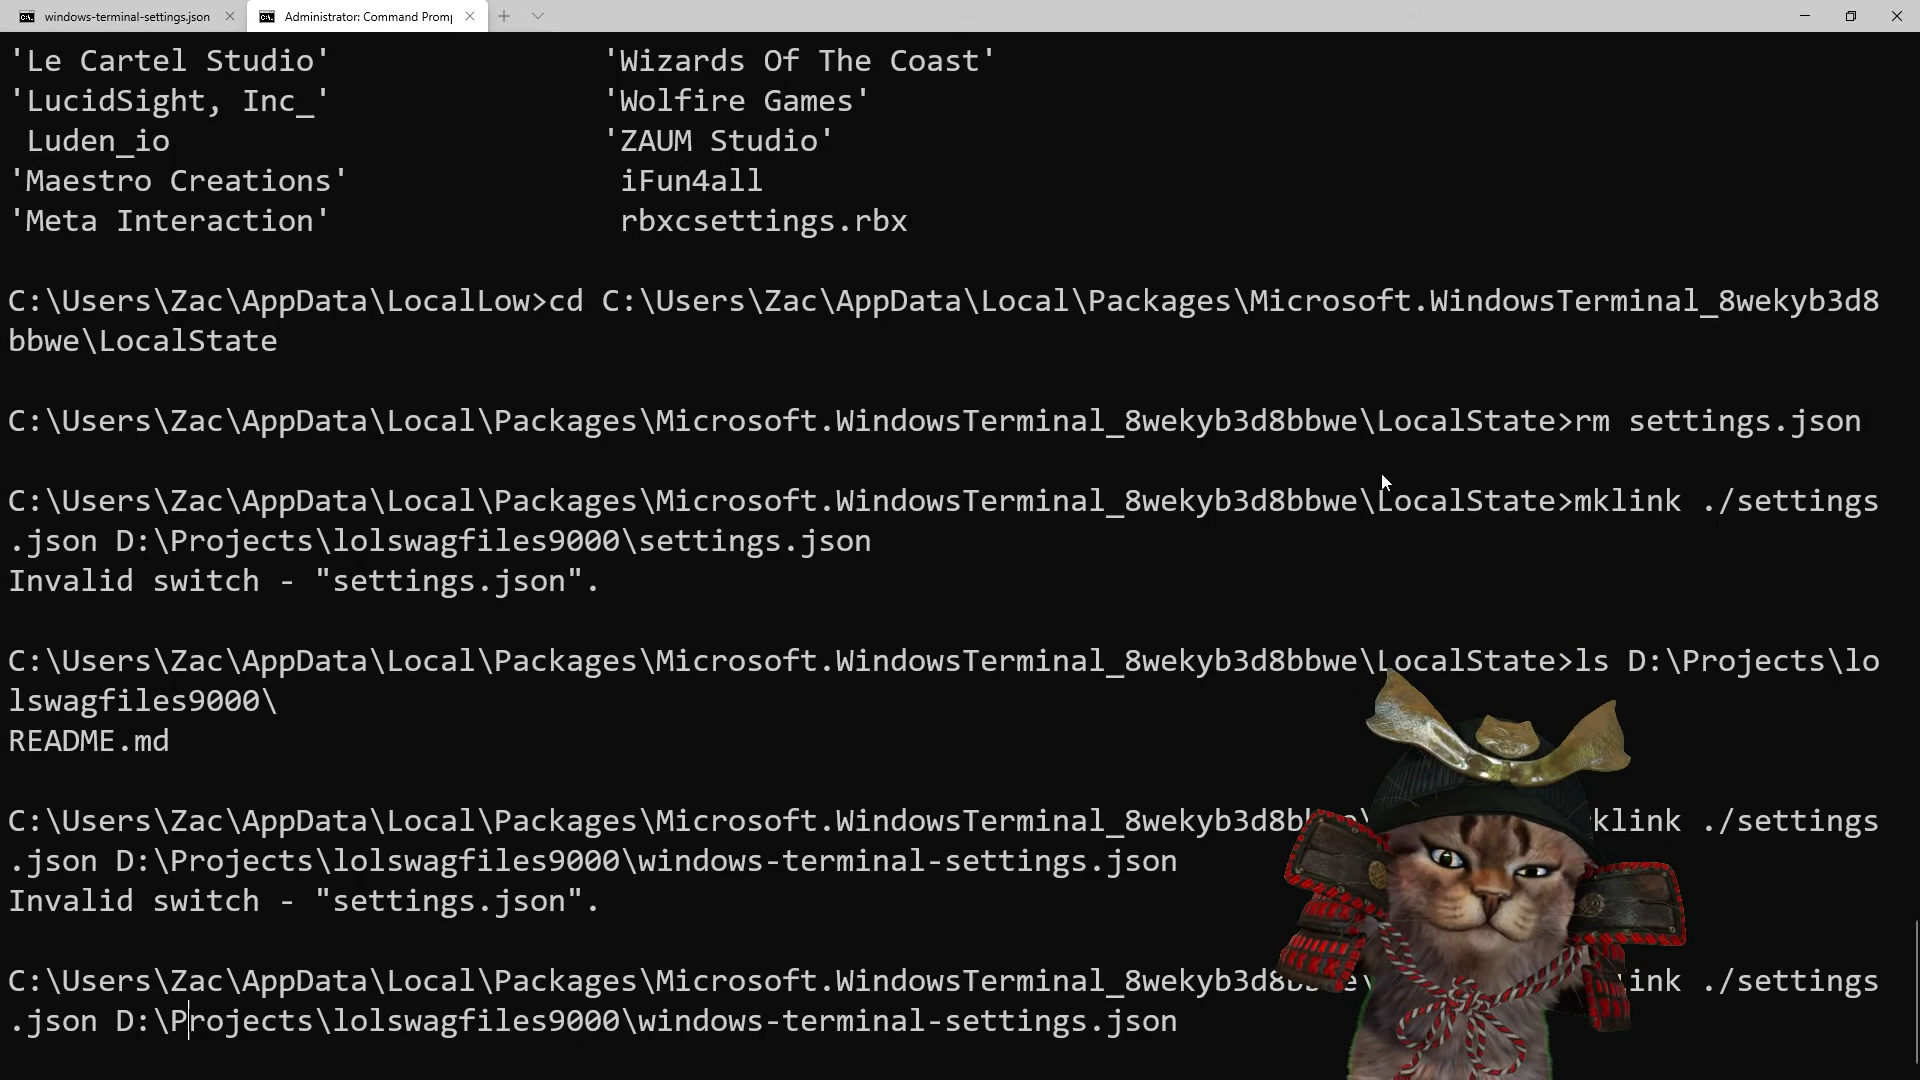 windows-terminal-settings.json
Administrator: Command Promp
'Le Cartel Studio' 'Wizards Of The Coast'
'LucidSight, Inc_' 'Wolfire Games'
Luden_io 'ZAUM Studio'
'Maestro Creations' iFun4all
'Meta Interaction' rbxcsettings.rbx
C:\Users\Zac\AppData\LocalLow>cd C:\Users\Zac\AppData\Local\Packages\Microsoft.WindowsTerminal_8wekyb3d8
bbwe\LocalState
C:\Users\Zac\AppData\Local\Packages\Microsoft.WindowsTerminal_8wekyb3d8bbwe\LocalState>rm settings.json
C:\Users\Zac\AppData\Local\Packages\Microsoft.WindowsTerminal_8wekyb3d8bbwe\LocalState>mklink ./settings
.json D:\Projects\lolswagfiles9000\settings.json
Invalid switch - "settings.json".
C:\Users\Zac\AppData\Local\Packages\Microsoft.WindowsTerminal_8wekyb3d8bbwe\LocalState>ls D:\Projects\lo
lswagfiles9000\
README.md
C:\Users\Zac\AppData\Local\Packages\Microsoft.WindowsTerminal_8wekyb3d8bb klink ./settings
.json D:\Projects\lolswagfiles9000\windows-terminal-settings.json
Invalid switch - "settings.json".
C:\Users\Zac\AppData\Local\Packages\Microsoft.WindowsTerminal_8wekyb3d8bbwe\ ink ./settings
.json D:\Projects\lolswagfiles9000\windows-terminal-settings.json